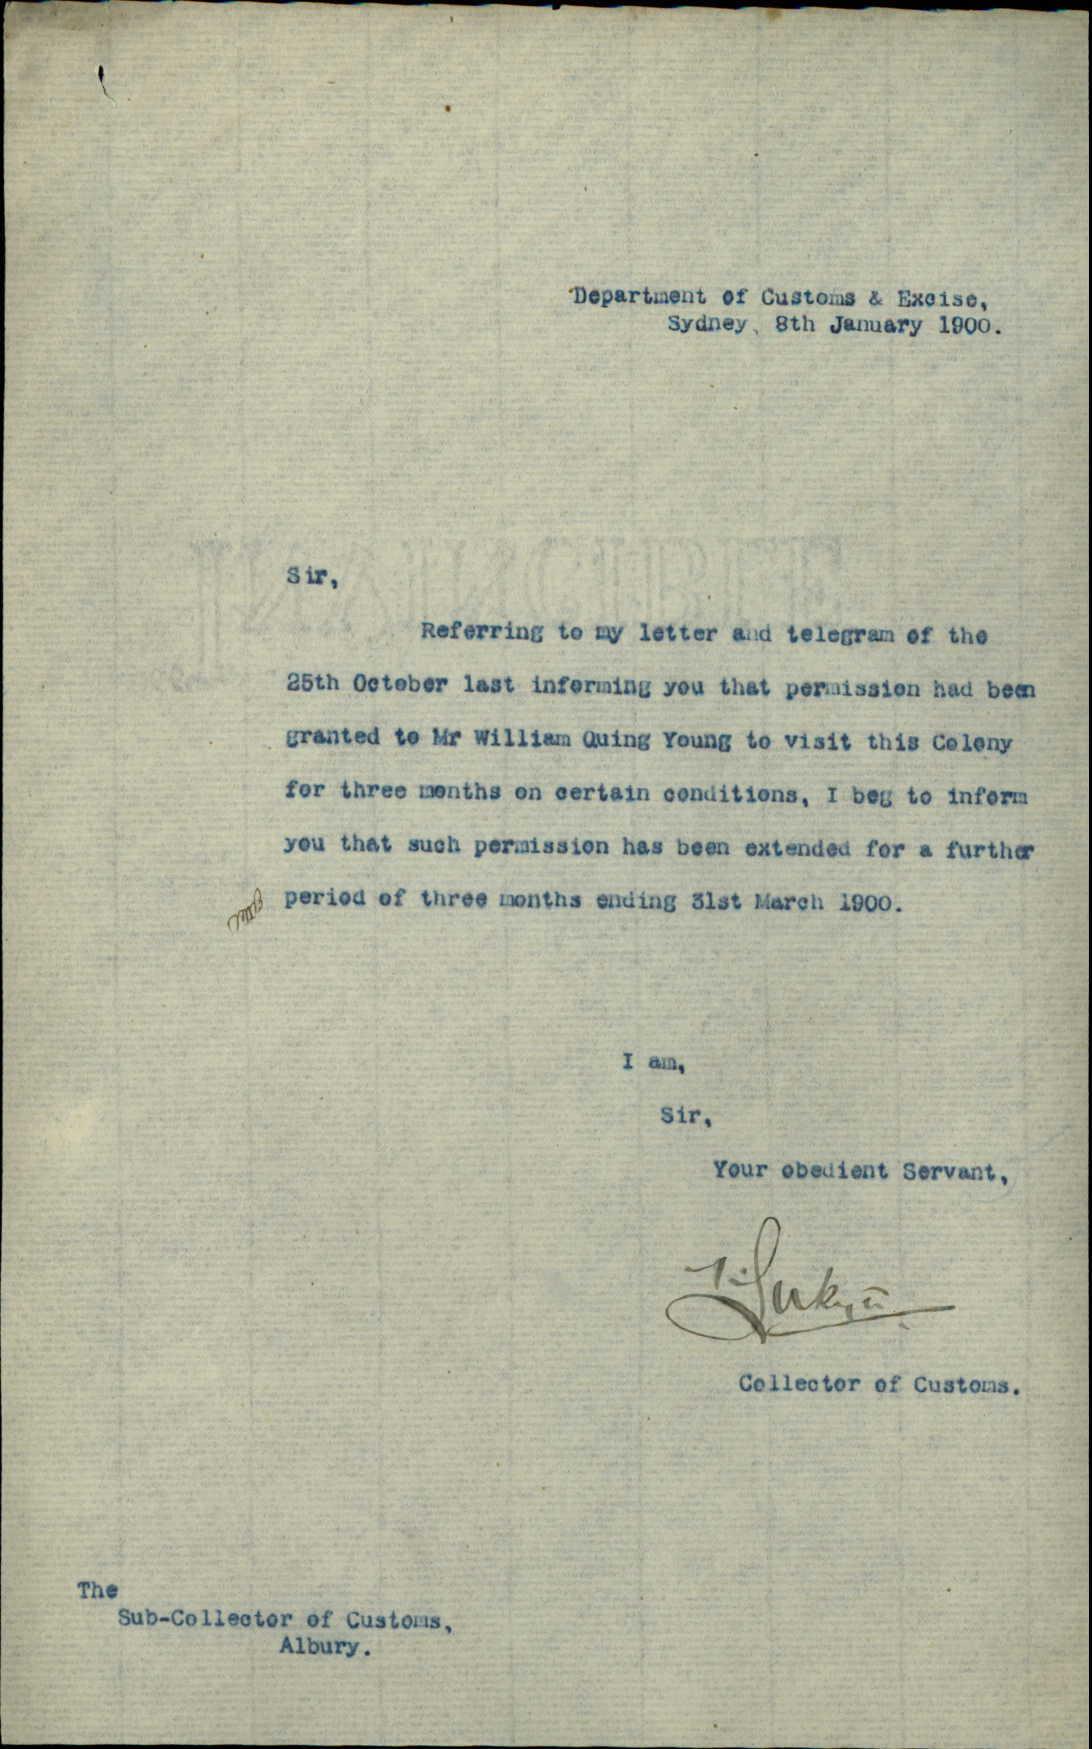 Department of Customs & Excise,
Sydney, 8th January 1900.
Sir,
Referring to my letter and telegram of the
25th October last informing you that permission had been
granted to Mr William Quing Young to visit this Colony
for three months on certain conditions, I beg to inform
you that such permission has been extended for a further
period of three months ending 31st March 1900.
I am,
Sir,
Your obedient Servant,
Collector of Customs.
The
Sub-Collector of Customs,
Albury.